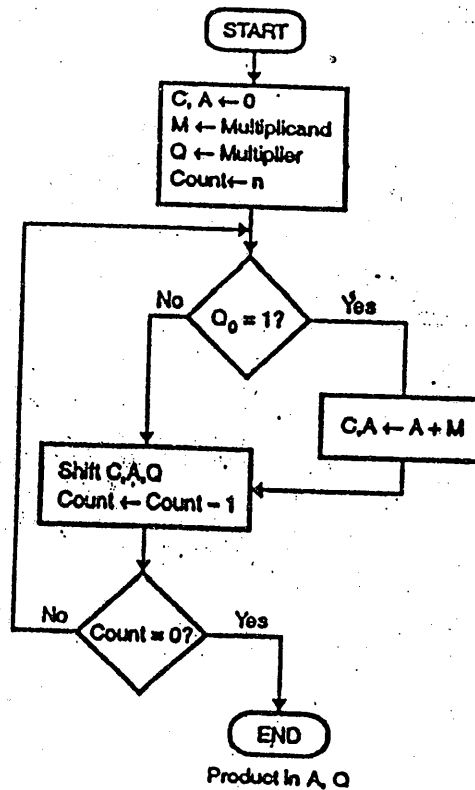 START
C, A ← 0
M ← Multiplicand
Q ← Multiplier
Count ← n
No
Q₀ = 1?
Yes
C,A ← A + M
Shift C,A,Q
Count ← Count – 1
No
Count = 0?
Yes
END
Product in A, Q